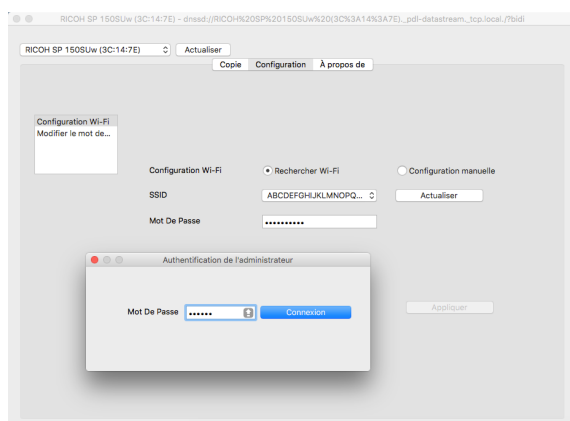 RICOH SP 150SUw (3C:14:7E) - dnssd://RICOH%20SP%20150SUw%20(3C%3A14%3A7E)._pdl-datastream._tcp.local./?bidi
RICOH SP 150SUw (3C:14:7E) Actualiser
Copie Configuration À propos de
Configuration Wi-Fi
Modifier le mot de...
Configuration Wi-Fi Rechercher Wi-Fi Configuration manuelle
SSID ABCDEFGHIJKLMNOPQ... Actualiser
Mot De Passe ••••••••••
Authentification de l'administrateur
Mot De Passe •••••• Connexion
Appliquer